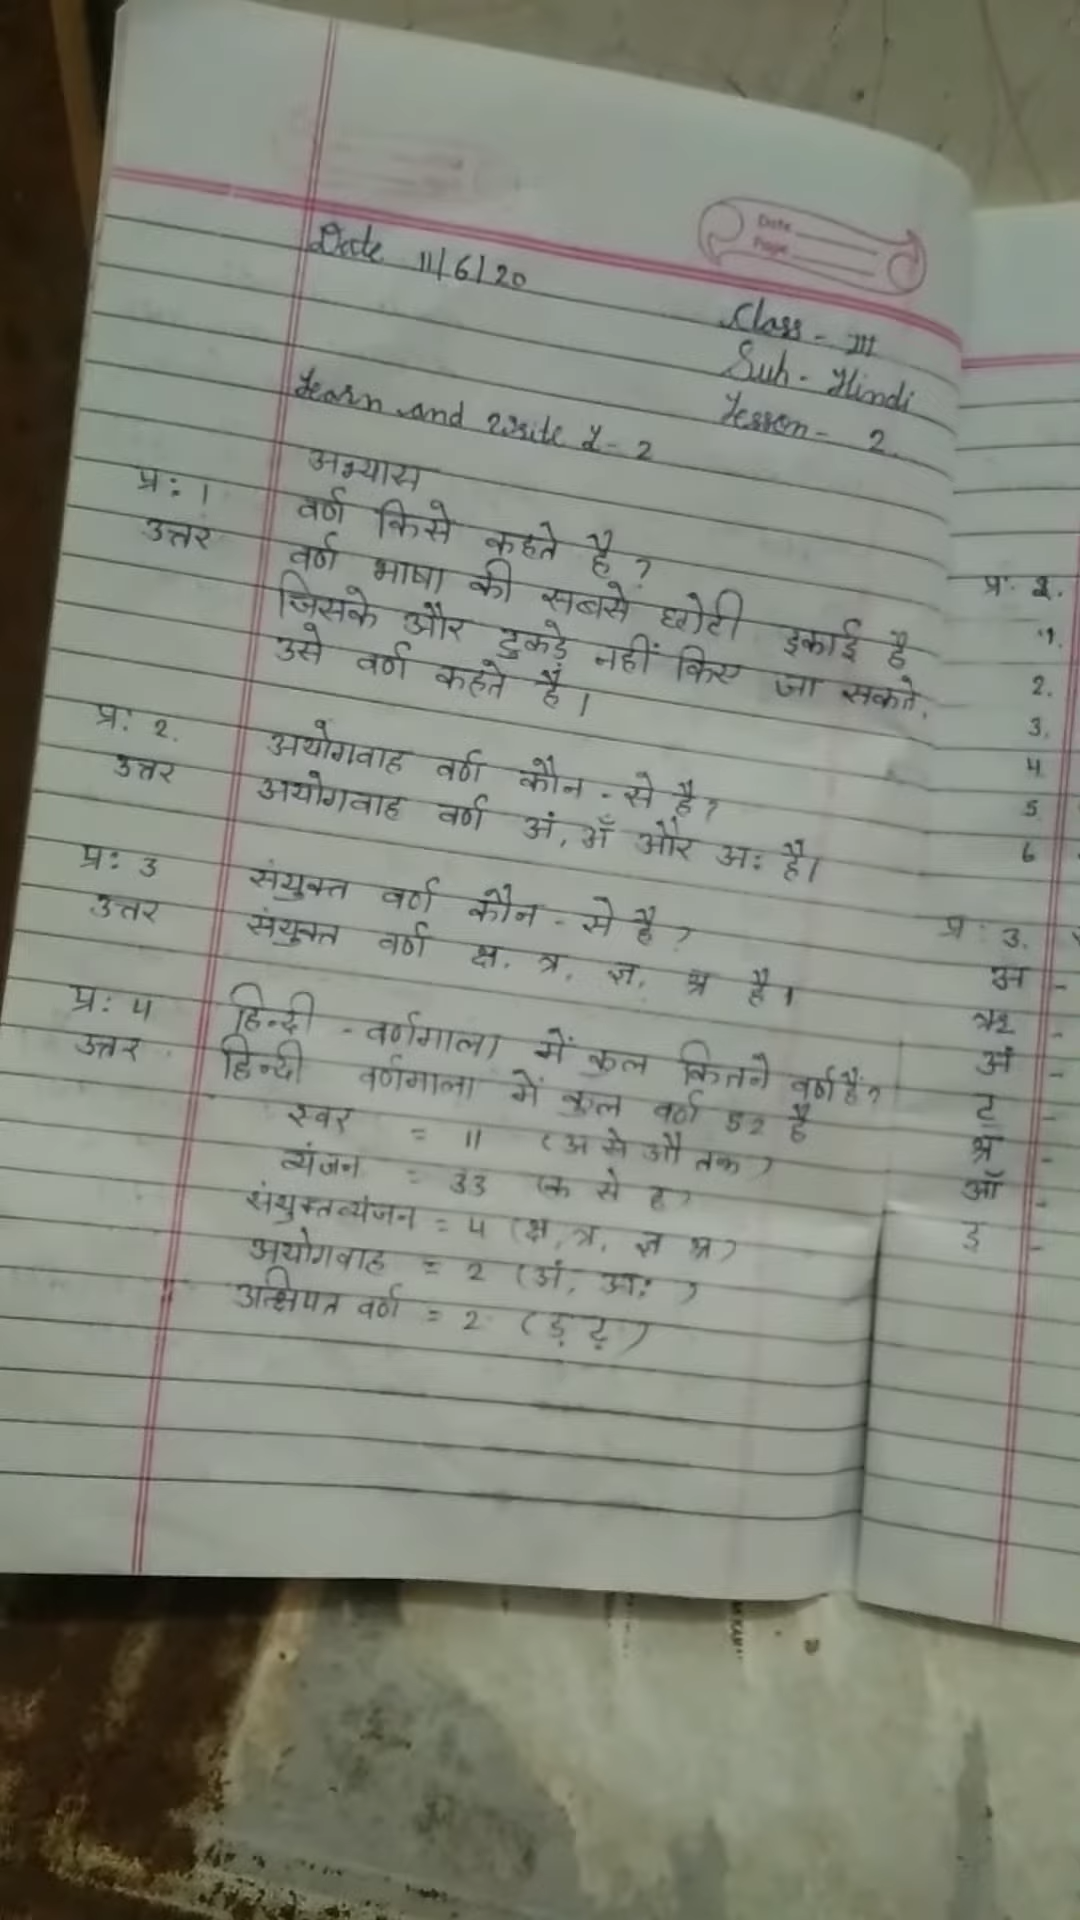 Date
Page
Date 11/6/20
Class - III
Sub - Hindi
Lesson - 2
Learn and write L-2
अभ्यास
प्र: 1 वर्ण किसे कहते है ?
उत्तर वर्ण भाषा की सबसे छोटी इकाई है
जिसके और टुकड़े नहीं किए जा सकते,
उसे वर्ण कहते हैं।
प्र: 2. अयोगवाह वर्ण कौन - से है?
उत्तर अयोगवाह वर्ण अं, अँ और अः है।
प्र: 3 संयुक्त वर्ण कौन - से है ?
उत्तर संयुक्त वर्ण क्ष, त्र, ज्ञ, श्र है।
प्र: 4 हिन्दी - वर्णमाला में कुल कितने वर्ण हैं?
उत्तर हिन्दी वर्णमाला में कुल वर्ण 52 है
स्वर = 11 (अ से औ तक)
व्यंजन = 33 (क से ह)
संयुक्तव्यंजन = 4 (क्ष, त्र, ज्ञ श्र)
अयोगवाह = 2 (अं, अः )
उत्क्षिपत वर्ण = 2 (ड़ ढ़)
प्र: 2.
1.
2.
3.
4
5
6
प्र : 3.
अ -
ऋ -
अं -
ट -
श्र -
ऑ -
इ -